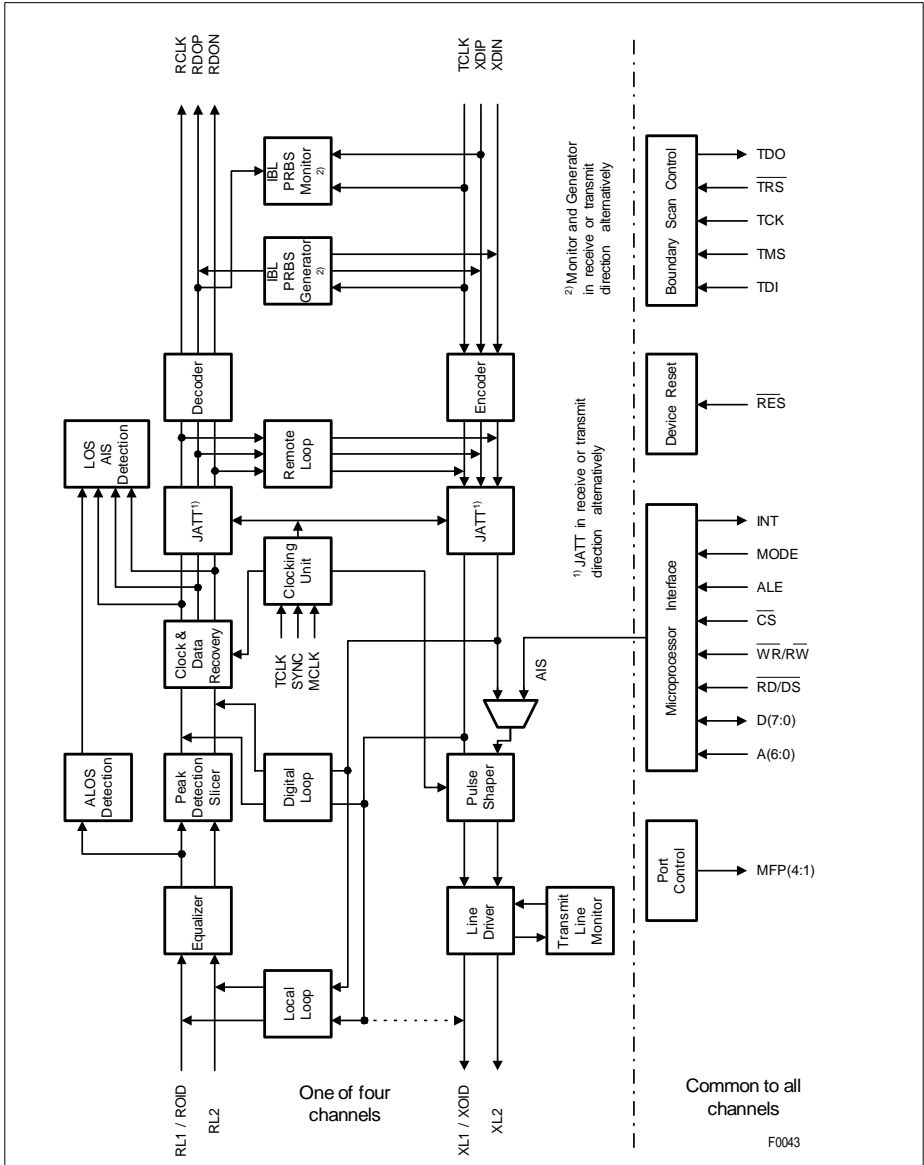 RCLK
RDOP
RDON
TCLK
XDIP
XDIN
IBL
PRBS
Monitor
2)
IBL
PRBS
Generator
2)
2) Monitor and Generator
in receive or transmit
direction alternatively
Boundary Scan Control
TDO
TRS
TCK
TMS
TDI
LOS
AIS
Detection
Decoder
Remote
Loop
Encoder
Device Reset
RES
JATT1)
Clocking
Unit
TCLK
SYNC
MCLK
JATT1)
1) JATT in receive or transmit
direction alternatively
Clock &
Data
Recovery
AIS
Microprocessor Interface
INT
MODE
ALE
CS
WR/RW
RD/DS
D(7:0)
A(6:0)
ALOS
Detection
Peak
Detection
Slicer
Digital
Loop
Pulse
Shaper
Equalizer
Line
Driver
Transmit
Line
Monitor
Port
Control
MFP(4:1)
Local
Loop
RL1 / ROID
RL2
One of four
channels
XL1 / XOID
XL2
Common to all
channels
F0043